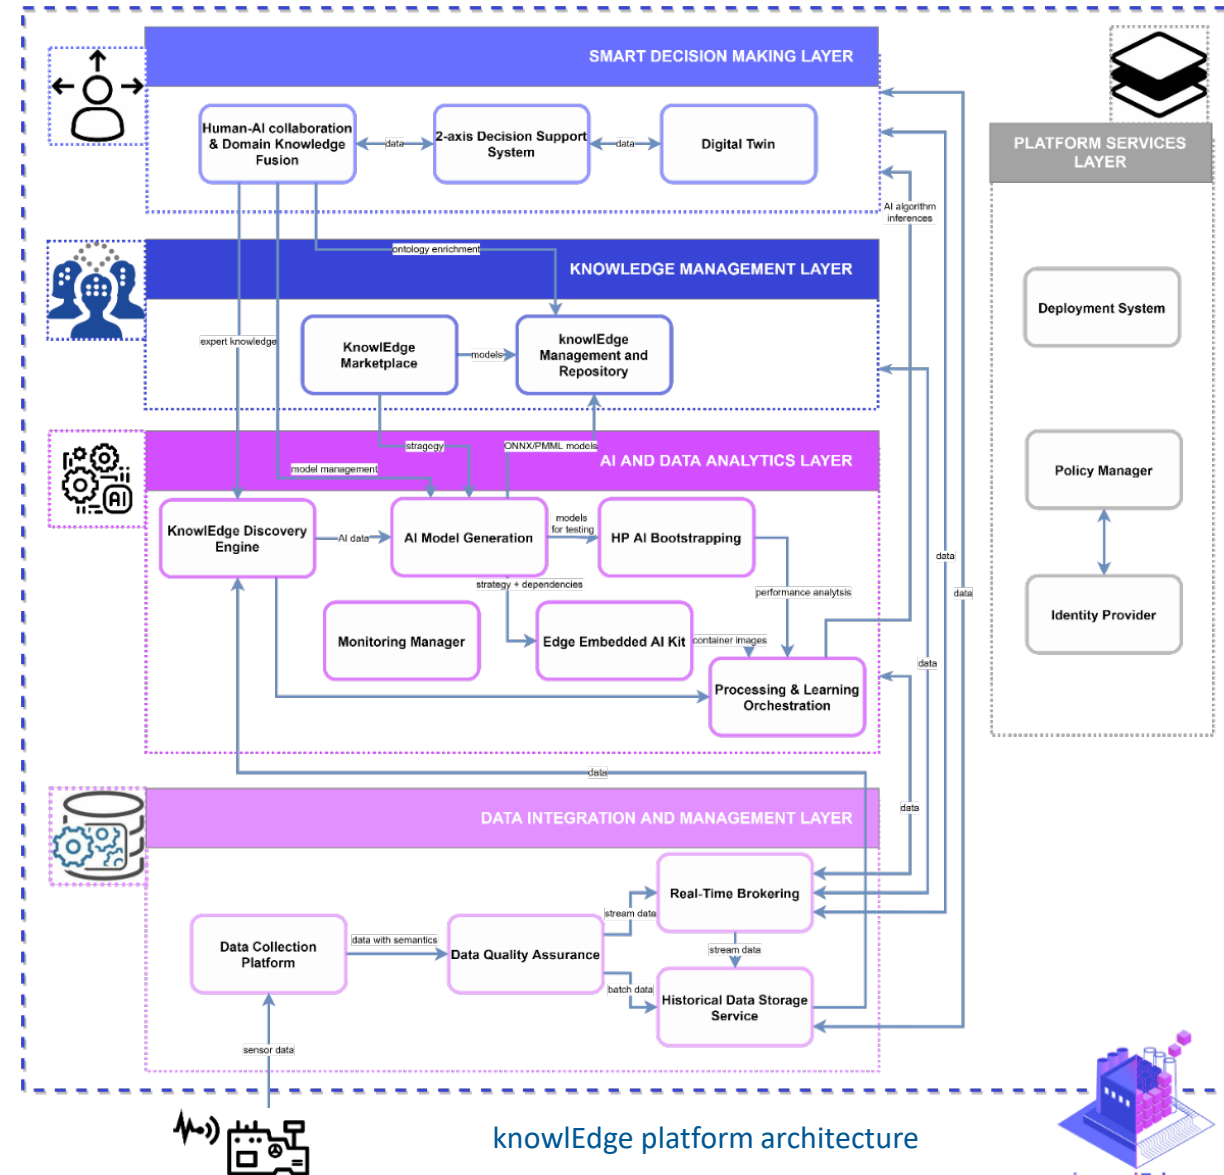 SMART DECISION MAKING LAYER
Human-AI collaboration
& Domain Knowledge
Fusion
data
2-axis Decision Support
System
data
Digital Twin
PLATFORM SERVICES
LAYER
AI algorithm
inferences
ontology enrichment
KNOWLEDGE MANAGEMENT LAYER
Deployment System
expert knowledge
KnowlEdge
Marketplace
models
knowlEdge
Management and
Repository
stragegy
ONNX/PMML models
model management
AI AND DATA ANALYTICS LAYER
Policy Manager
KnowlEdge Discovery
Engine
AI data
AI Model Generation
models
for testing
HP AI Bootstrapping
data
strategy + dependencies
performance analytsis
data
Monitoring Manager
Edge Embedded AI Kit
container images
Identity Provider
data
Processing & Learning
Orchestration
data
data
DATA INTEGRATION AND MANAGEMENT LAYER
Real-Time Brokering
stream data
Data Collection
Platform
data with semantics
Data Quality Assurance
stream data
batch data
Historical Data Storage
Service
sensor data
AI
knowlEdge platform architecture